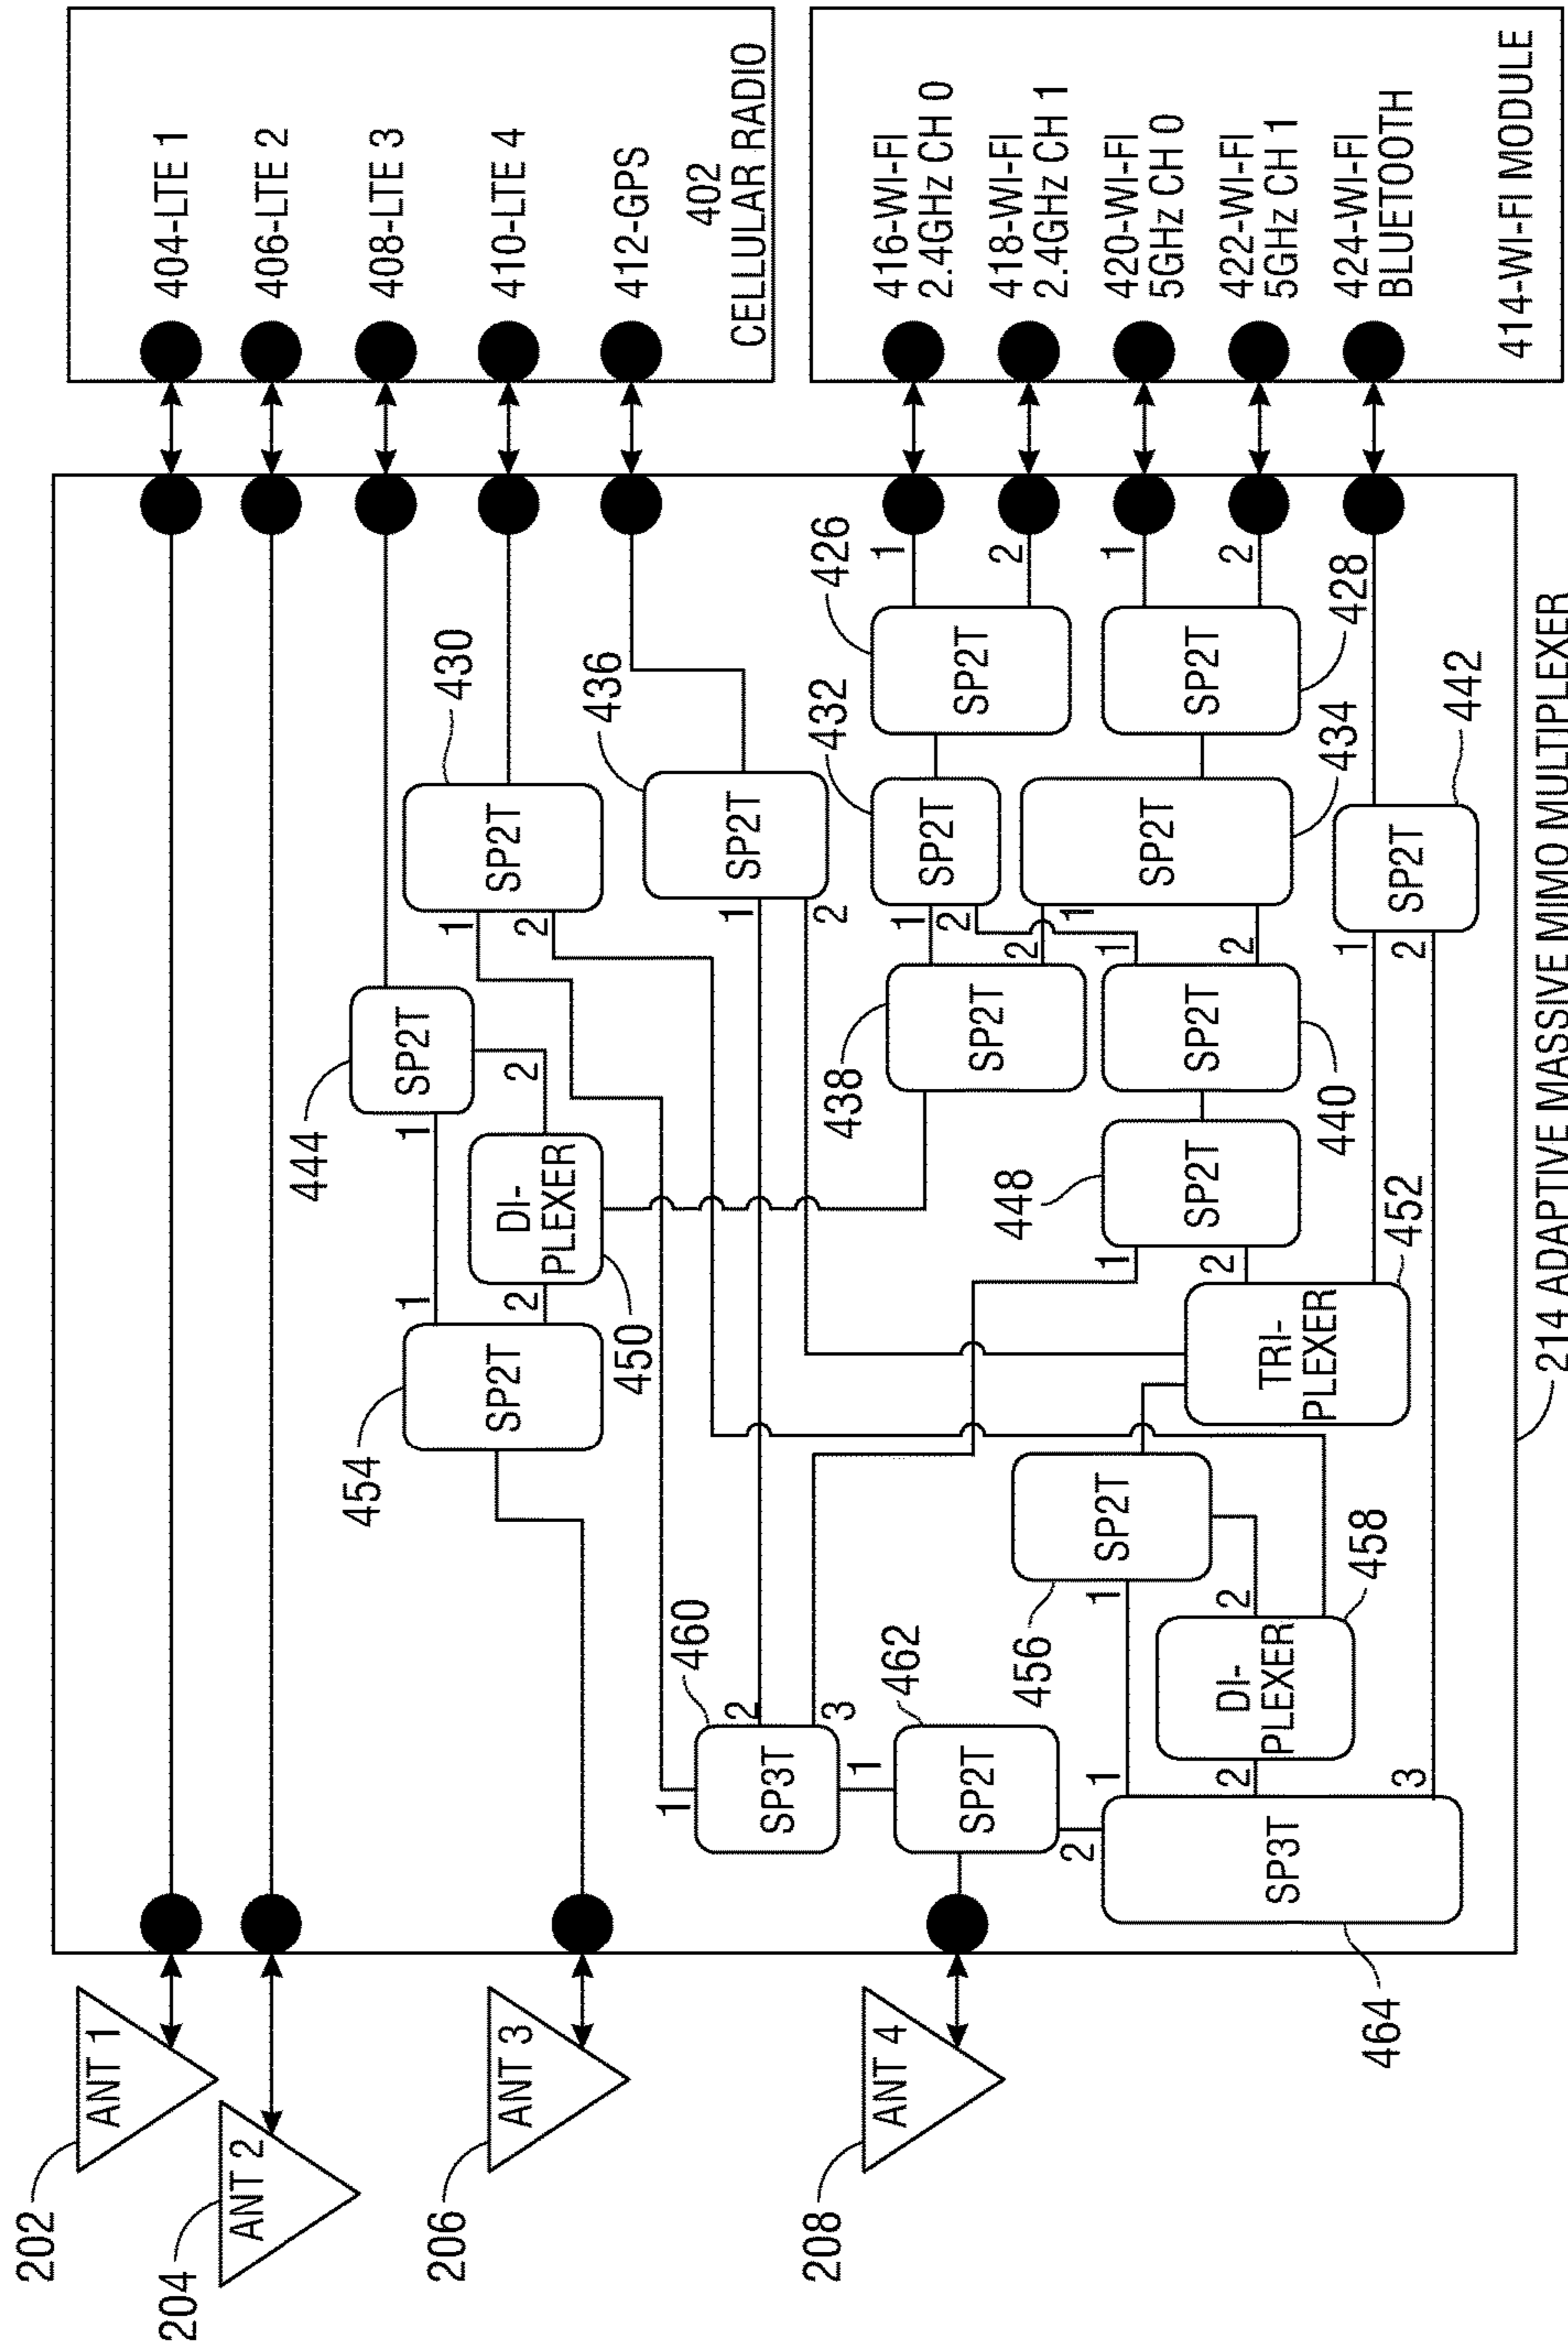 202
ANT 1
204
ANT 2
206
ANT 3
208
ANT 4
404-LTE 1
406-LTE 2
408-LTE 3
410-LTE 4
412-GPS
402
CELLULAR RADIO
416-WI-FI
2.4GHz CH 0
418-WI-FI
2.4GHz CH 1
420-WI-FI
5GHz CH 0
422-WI-FI
5GHz CH 1
424-WI-FI
BLUETOOTH
414-WI-FI MODULE
444
SP2T
1
2
430
SP2T
1
2
454
SP2T
1
2
DI-
PLEXER
450
436
SP2T
1
2
426
SP2T
1
2
432
SP2T
1
2
SP2T
428
1
2
SP2T
434
1
2
438
SP2T
2
SP2T
440
1
448
SP2T
1
2
SP2T
442
1
2
TRI-
PLEXER
452
460
SP3T
1
2
3
462
SP2T
1
2
SP2T
456
1
2
DI-
PLEXER
458
SP3T
464
1
2
3
214 ADAPTIVE MASSIVE MIMO MULTIPLEXER